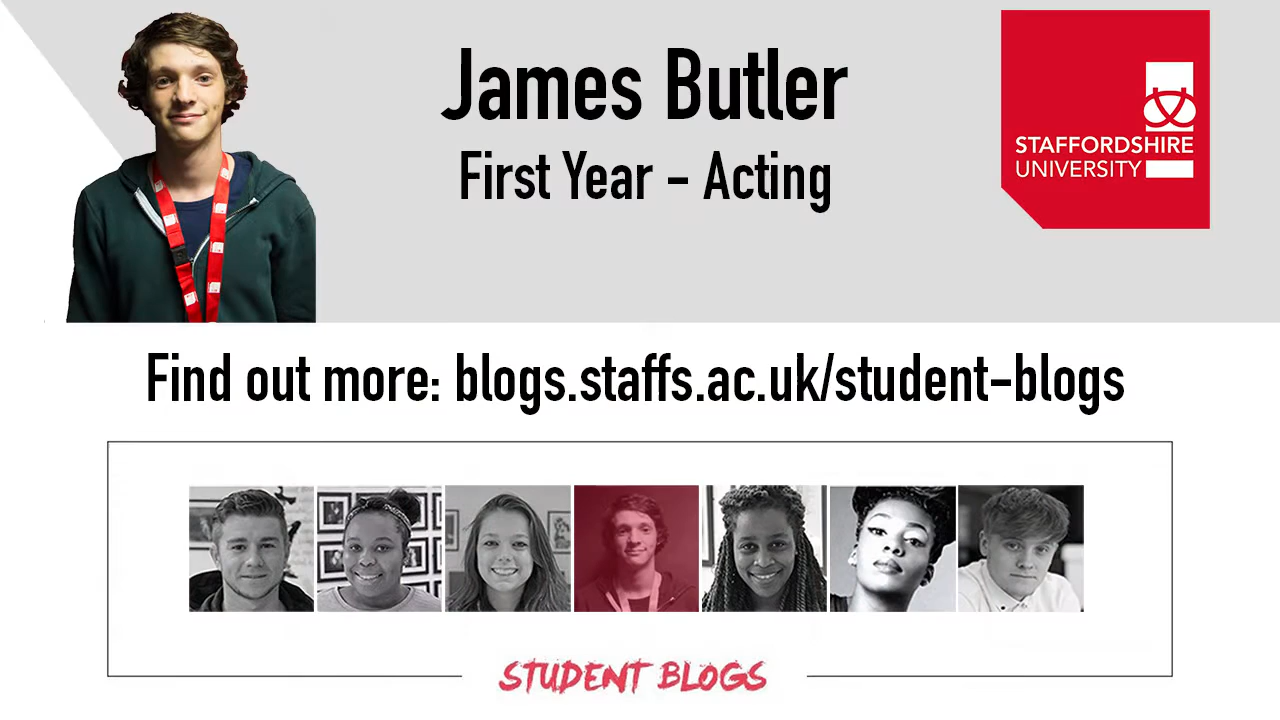 James Butler
First Year - Acting
STAFFORDSHIRE
UNIVERSITY
Find out more: blogs.staffs.ac.uk/student-blogs
STUDENT BLOGS